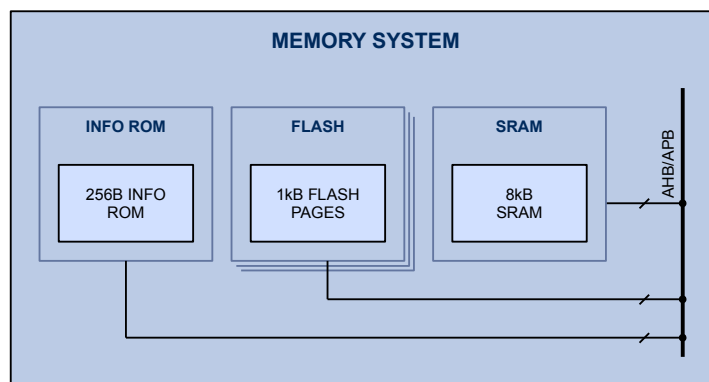 MEMORY SYSTEM
INFO ROM
FLASH
SRAM
256B INFO
ROM
1kB FLASH
PAGES
8kB
SRAM
AHB/APB